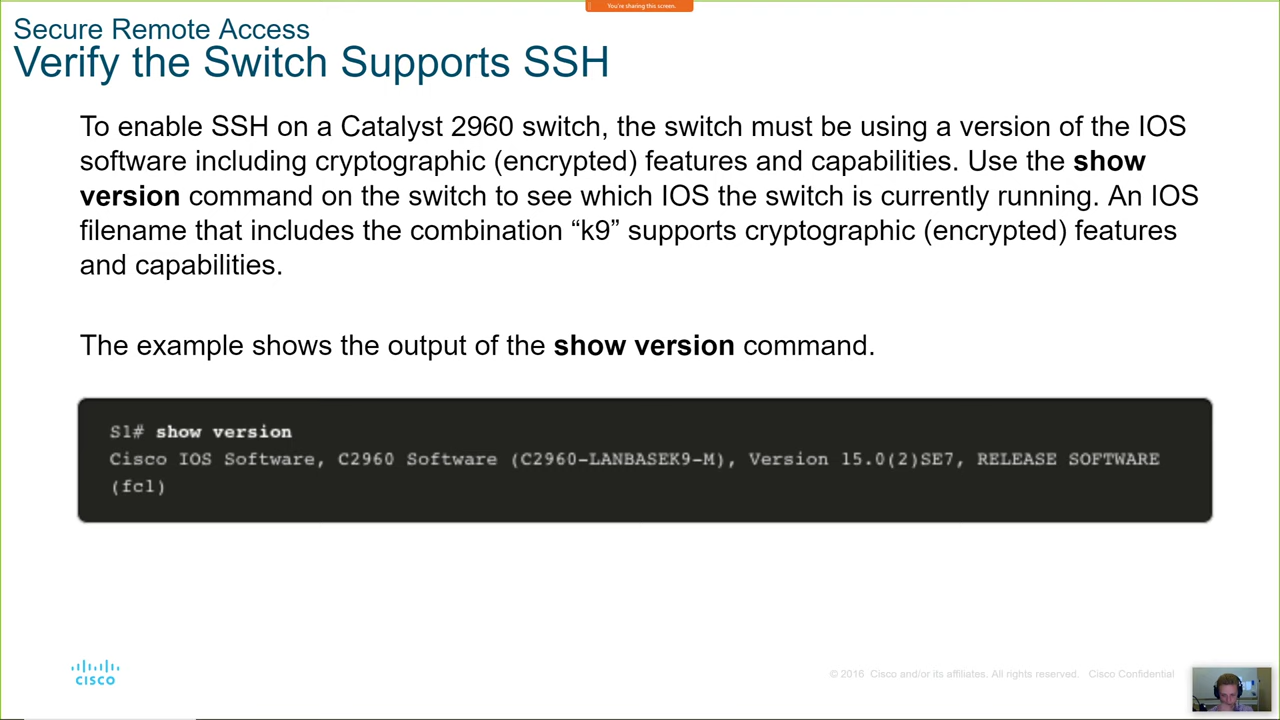 You're sharing this screen.
Secure Remote Access
Verify the Switch Supports SSH
To enable SSH on a Catalyst 2960 switch, the switch must be using a version of the IOS
software including cryptographic (encrypted) features and capabilities. Use the show
version command on the switch to see which IOS the switch is currently running. An IOS
filename that includes the combination “k9” supports cryptographic (encrypted) features
and capabilities.
The example shows the output of the show version command.
S1# show version
Cisco IOS Software, C2960 Software (C2960-LANBASEK9-M), Version 15.0(2)SE7, RELEASE SOFTWARE
(fc1)
CISCO
© 2016 Cisco and/or its affiliates. All rights reserved. Cisco Confidential